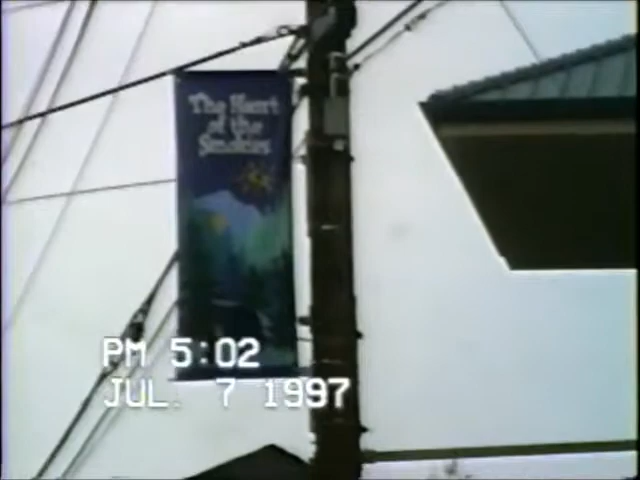 The Heart
of the
Smokies
PM 5:02
JUL. 7 1997